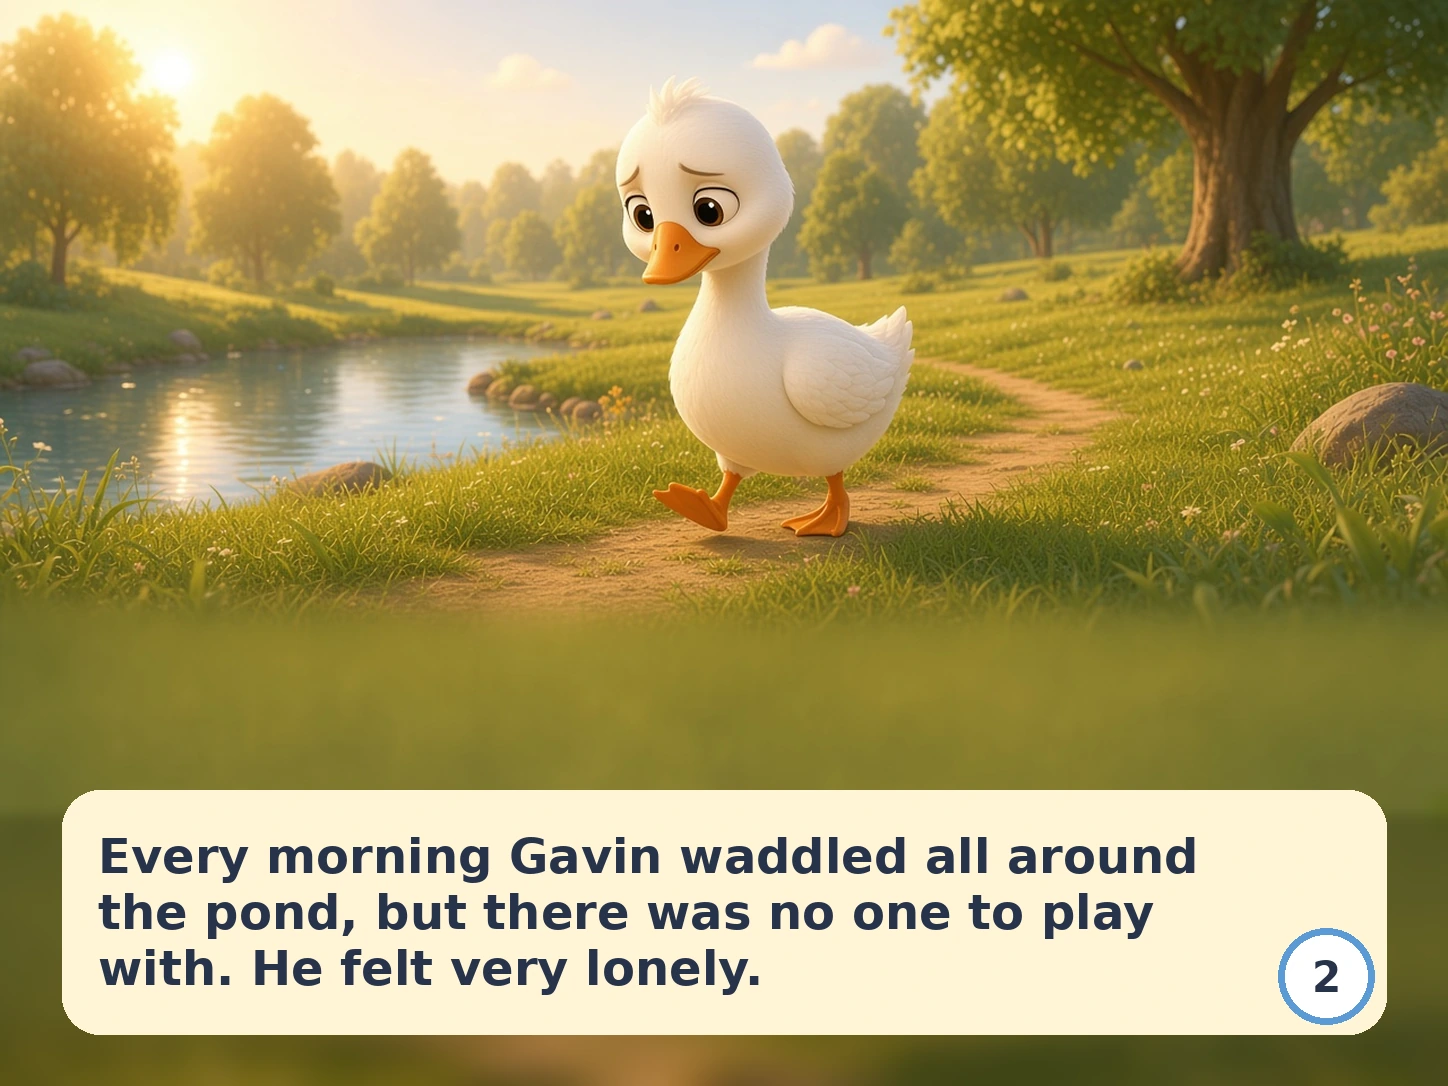 Every morning Gavin waddled all around
the pond, but there was no one to play
with. He felt very lonely.
2